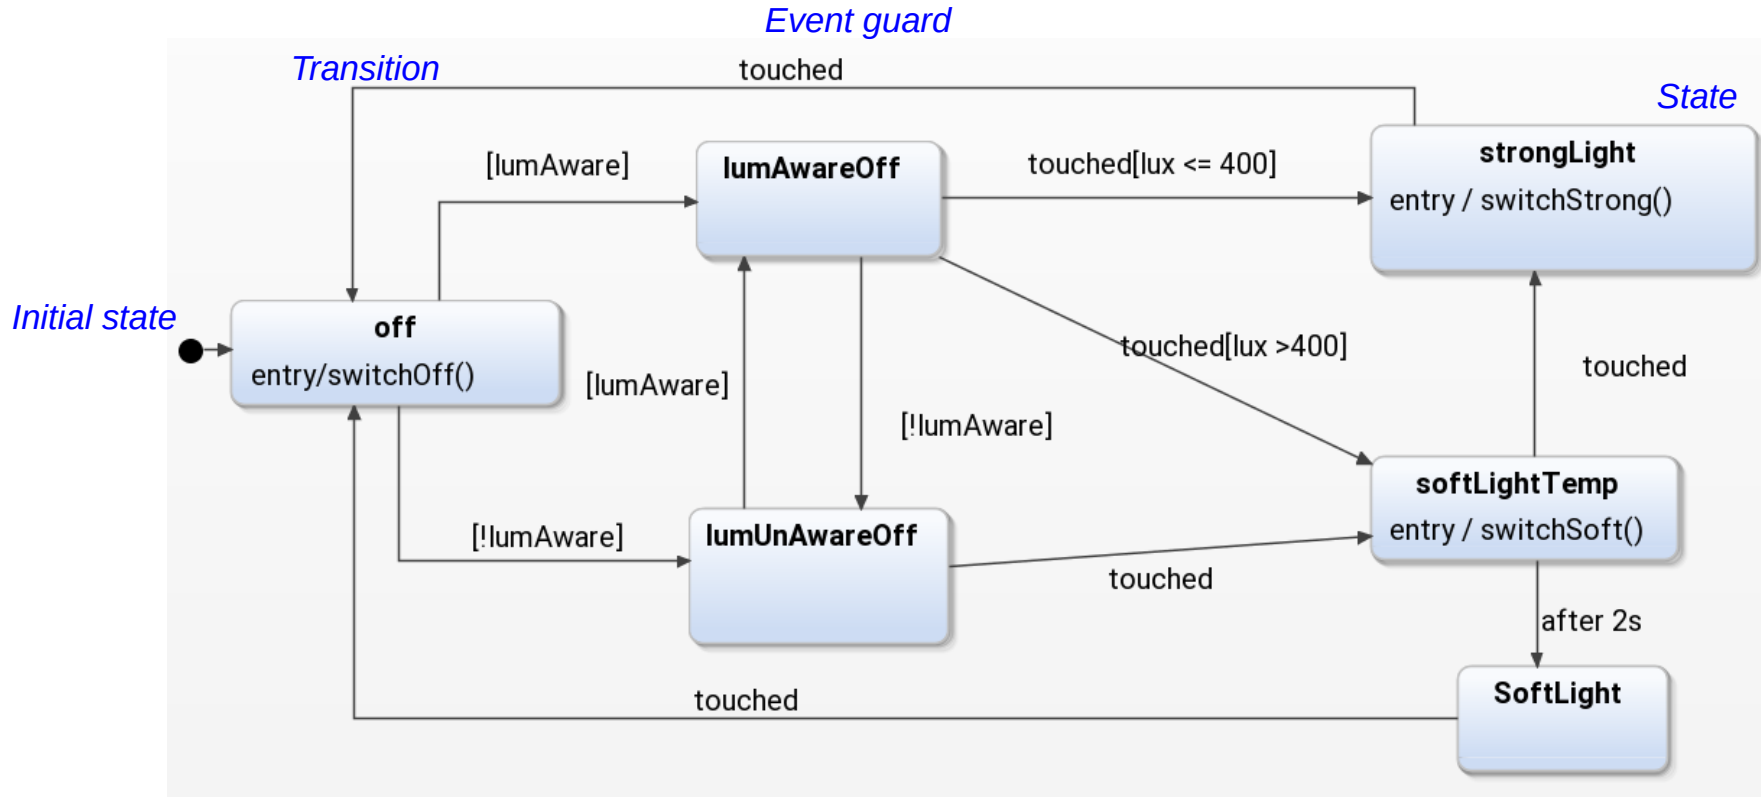 Event guard
Transition
touched
State
[lumAware]
lumAwareOff
touched[lux <= 400]
strongLight
entry / switchStrong()
Initial state
off
entry/switchOff()
touched[lux >400]
[lumAware]
touched
[!lumAware]
softLightTemp
entry / switchSoft()
[!lumAware]
lumUnAwareOff
touched
after 2s
touched
SoftLight